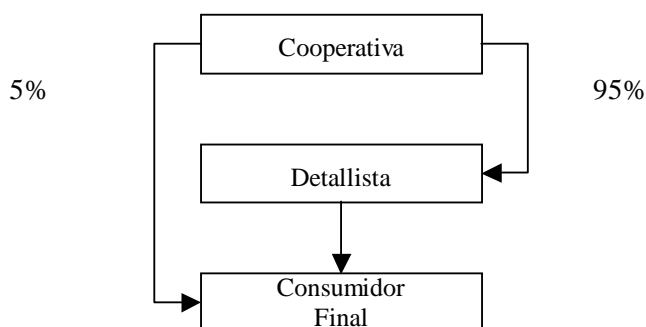 Cooperativa
5%
95%
Detallista
Consumidor
Final